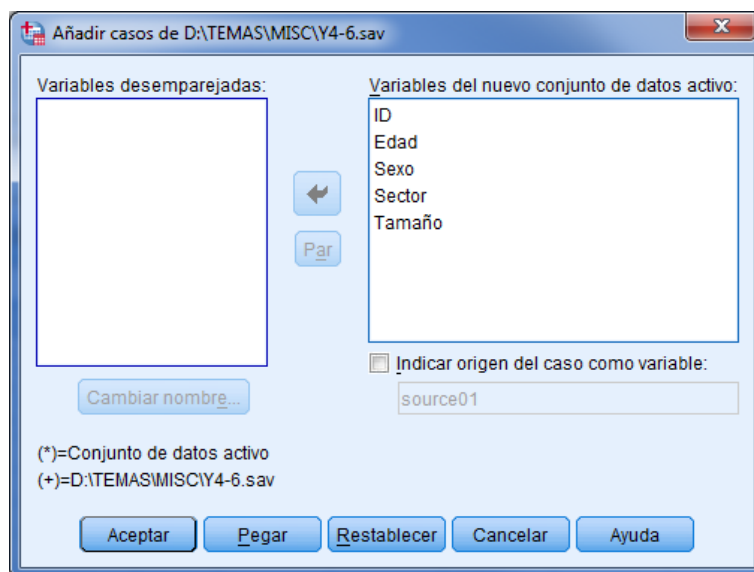 Añadir casos de D:\TEMAS\MISC\Y4-6.sav
Variables desemparejadas:
Variables del nuevo conjunto de datos activo:
ID
Edad
Sexo
Sector
Tamaño
Par
Indicar origen del caso como variable:
source01
Cambiar nombre...
(*)=Conjunto de datos activo
(+)=D:\TEMAS\MISC\Y4-6.sav
Aceptar Pegar Restablecer Cancelar Ayuda